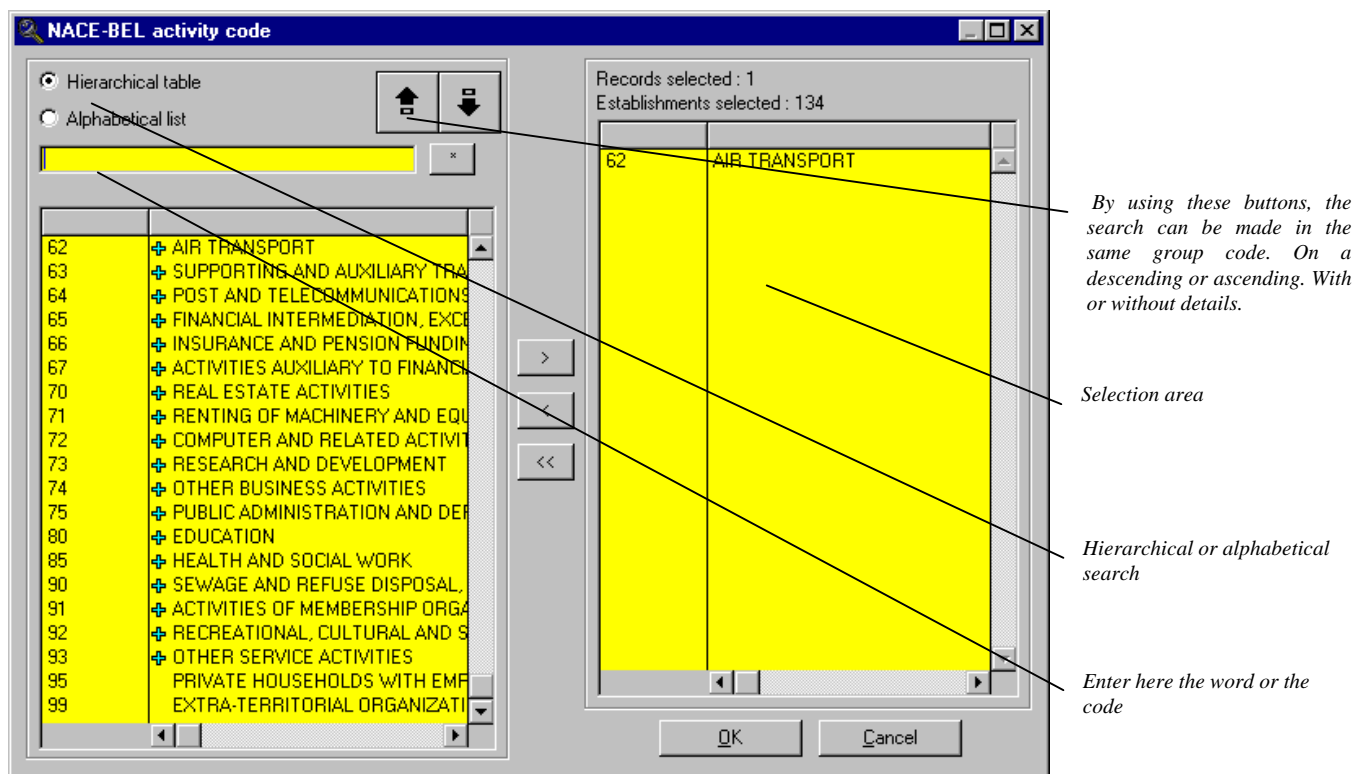 NACE-BEL activity code
Hierarchical table
Alphabetical list
*
62 AIR TRANSPORT
63 SUPPORTING AND AUXILIARY TRA
64 POST AND TELECOMMUNICATIONS
65 FINANCIAL INTERMEDIATION, EXCE
66 INSURANCE AND PENSION FUNDIN
67 ACTIVITIES AUXILIARY TO FINANCI
70 REAL ESTATE ACTIVITIES
71 RENTING OF MACHINERY AND EQU
72 COMPUTER AND RELATED ACTIVIT
73 RESEARCH AND DEVELOPMENT
74 OTHER BUSINESS ACTIVITIES
75 PUBLIC ADMINISTRATION AND DEF
80 EDUCATION
85 HEALTH AND SOCIAL WORK
90 SEWAGE AND REFUSE DISPOSAL,
91 ACTIVITIES OF MEMBERSHIP ORGA
92 RECREATIONAL, CULTURAL AND S
93 OTHER SERVICE ACTIVITIES
95 PRIVATE HOUSEHOLDS WITH EMP
99 EXTRA-TERRITORIAL ORGANIZATI
>
<
<<
Records selected : 1
Establishments selected : 134
62 AIR TRANSPORT
OK
Cancel
By using these buttons, the
search can be made in the
same group code. On a
descending or ascending. With
or without details.
Selection area
Hierarchical or alphabetical
search
Enter here the word or the
code